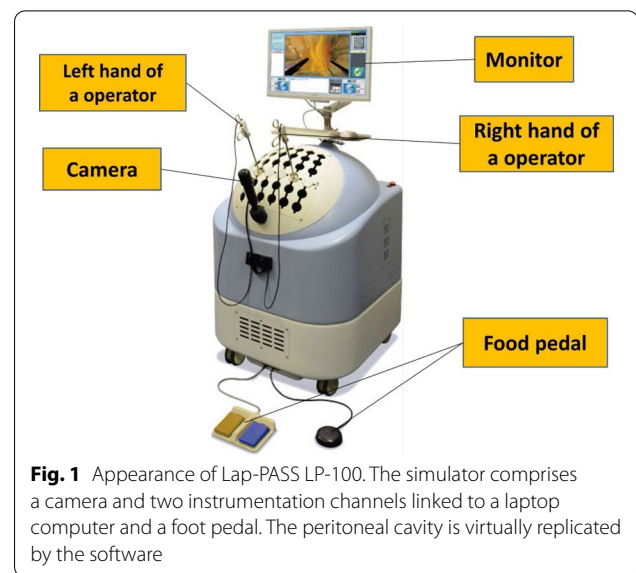 Left hand of
a operator
Monitor
Camera
Right hand of
a operator
Food pedal
Fig. 1 Appearance of Lap-PASS LP-100. The simulator comprises
a camera and two instrumentation channels linked to a laptop
computer and a foot pedal. The peritoneal cavity is virtually replicated
by the software